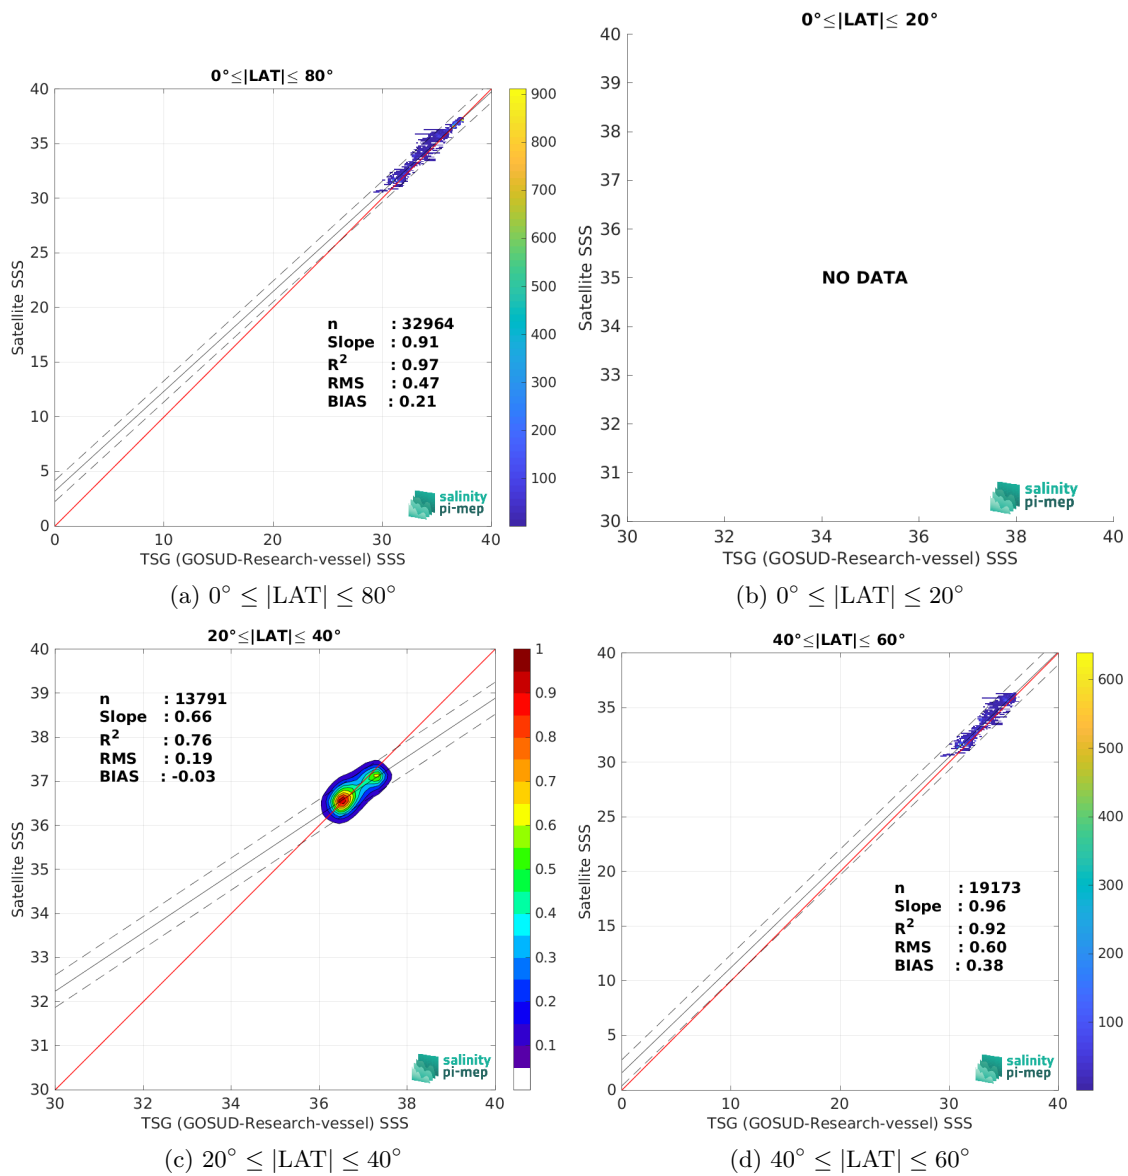 0°≤|LAT|≤ 80°
40
35
30
25
20
15
10
5
0
Satellite SSS
0
10
20
30
40
TSG (GOSUD-Research-vessel) SSS
n : 32964
Slope : 0.91
R2 : 0.97
RMS : 0.47
BIAS : 0.21
salinity
pi-mep
900
800
700
600
500
400
300
200
100
(a) 0° ≤ |LAT| ≤ 80°
0°≤|LAT|≤ 20°
40
39
38
37
36
35
34
33
32
31
30
Satellite SSS
NO DATA
salinity
pi-mep
30
32
34
36
38
40
TSG (GOSUD-Research-vessel) SSS
(b) 0° ≤ |LAT| ≤ 20°
20°≤|LAT|≤ 40°
40
39
38
37
36
35
34
33
32
31
30
Satellite SSS
n : 13791
Slope : 0.66
R2 : 0.76
RMS : 0.19
BIAS : -0.03
salinity
pi-mep
30
32
34
36
38
40
TSG (GOSUD-Research-vessel) SSS
1
0.9
0.8
0.7
0.6
0.5
0.4
0.3
0.2
0.1
(c) 20° ≤ |LAT| ≤ 40°
40°≤|LAT|≤ 60°
40
35
30
25
20
15
10
5
0
Satellite SSS
n : 19173
Slope : 0.96
R2 : 0.92
RMS : 0.60
BIAS : 0.38
salinity
pi-mep
0
10
20
30
40
TSG (GOSUD-Research-vessel) SSS
600
500
400
300
200
100
(d) 40° ≤ |LAT| ≤ 60°